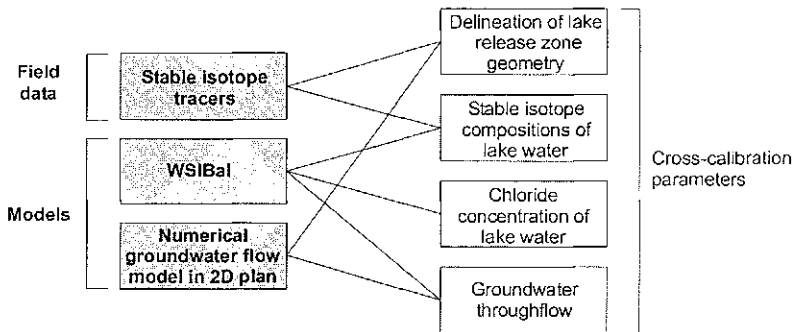 Field
data
Stable isotope
tracers
Models
WSIBal
Numerical
groundwater flow
model in 2D plan
Delineation of lake
release zone
geometry
Stable isotope
compositions of
lake water
Chloride
concentration of
lake water
Groundwater
throughflow
Cross-calibration
parameters